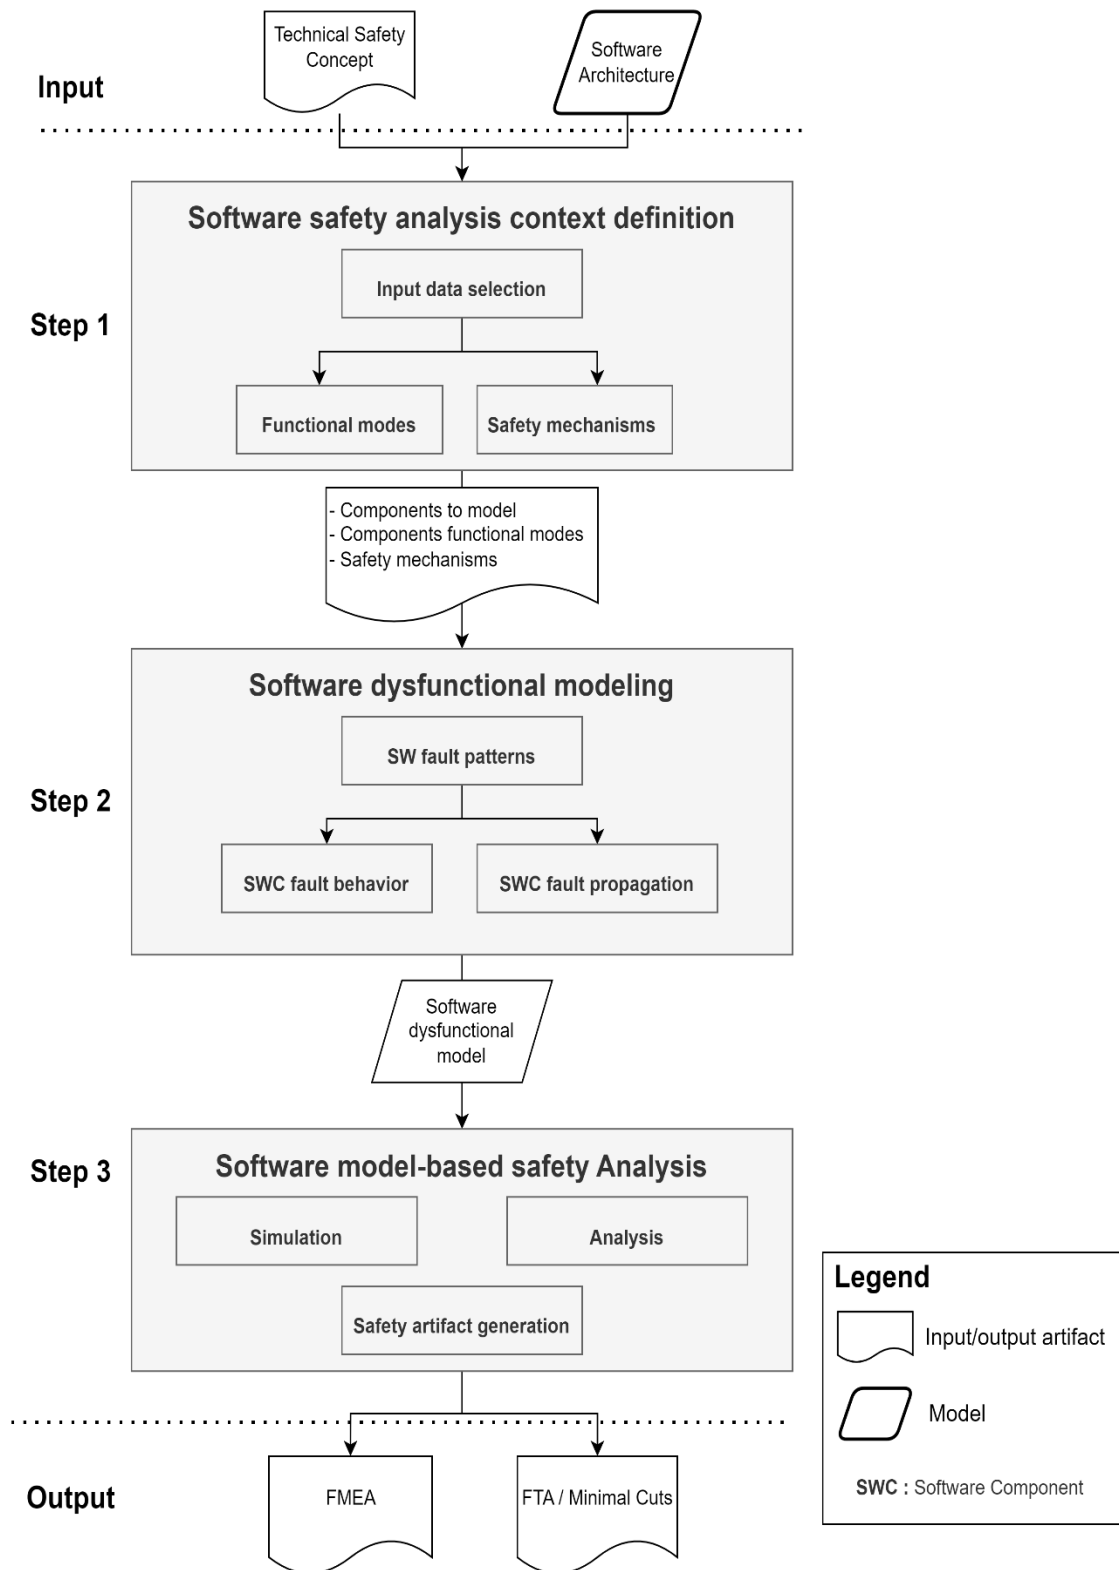 Technical Safety
Concept
Software
Architecture
Input
Software safety analysis context definition
Input data selection
Step 1
Functional modes
Safety mechanisms
- Components to model
- Components functional modes
- Safety mechanisms
Software dysfunctional modeling
SW fault patterns
Step 2
SWC fault behavior
SWC fault propagation
Software
dysfunctional
model
Step 3
Software model-based safety Analysis
Simulation
Analysis
Safety artifact generation
Legend
Input/output artifact
Model
SWC : Software Component
Output
FMEA
FTA / Minimal Cuts